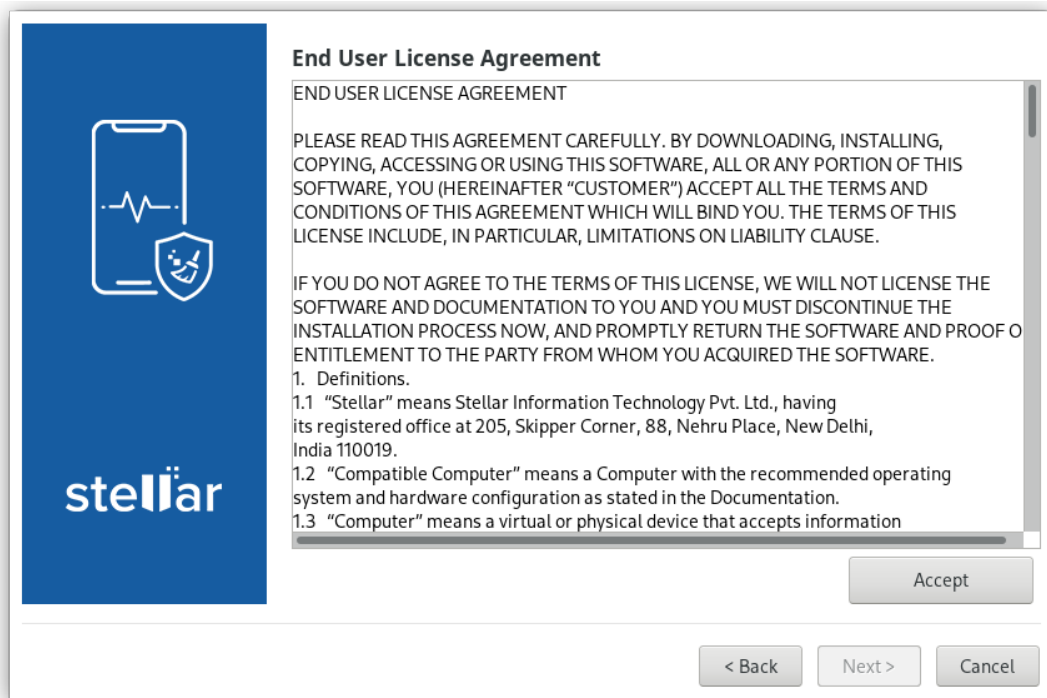 End User License Agreement
END USER LICENSE AGREEMENT
PLEASE READ THIS AGREEMENT CAREFULLY. BY DOWNLOADING, INSTALLING,
COPYING, ACCESSING OR USING THIS SOFTWARE, ALL OR ANY PORTION OF THIS
SOFTWARE, YOU (HEREINAFTER “CUSTOMER”) ACCEPT ALL THE TERMS AND
CONDITIONS OF THIS AGREEMENT WHICH WILL BIND YOU. THE TERMS OF THIS
LICENSE INCLUDE, IN PARTICULAR, LIMITATIONS ON LIABILITY CLAUSE.
IF YOU DO NOT AGREE TO THE TERMS OF THIS LICENSE, WE WILL NOT LICENSE THE
SOFTWARE AND DOCUMENTATION TO YOU AND YOU MUST DISCONTINUE THE
INSTALLATION PROCESS NOW, AND PROMPTLY RETURN THE SOFTWARE AND PROOF O
ENTITLEMENT TO THE PARTY FROM WHOM YOU ACQUIRED THE SOFTWARE.
1. Definitions.
1.1 “Stellar” means Stellar Information Technology Pvt. Ltd., having
its registered office at 205, Skipper Corner, 88, Nehru Place, New Delhi,
India 110019.
1.2 “Compatible Computer” means a Computer with the recommended operating
system and hardware configuration as stated in the Documentation.
1.3 “Computer” means a virtual or physical device that accepts information
stellar
Accept
< Back
Next >
Cancel